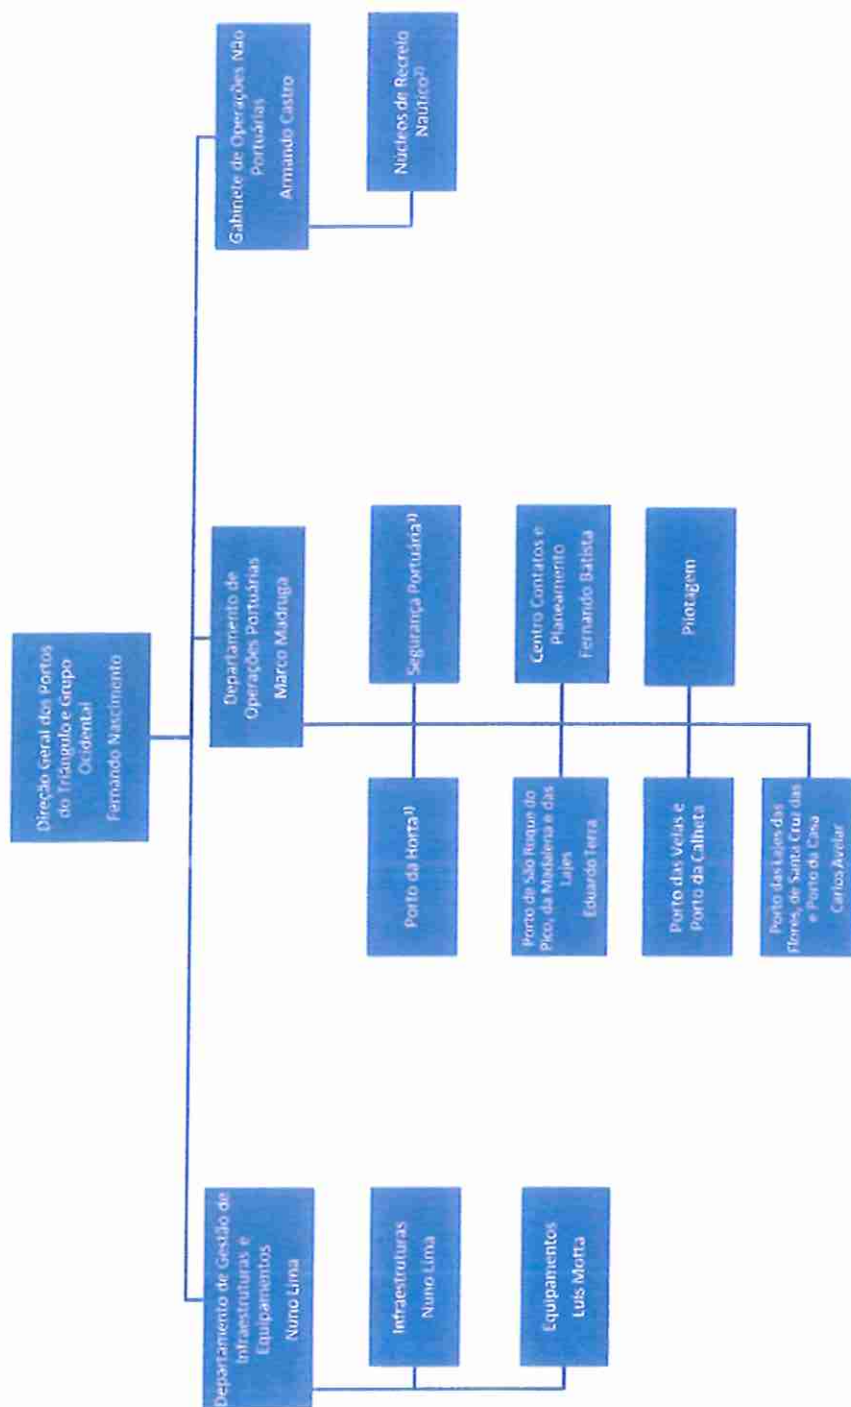 Direção Geral dos Portos
do Triângulo e Grupo
Ocidental
Fernando Nascimento
Departamento de Gestão de
Infraestruturas e
Equipamentos
Nuno Lima
Infraestruturas
Nuno Lima
Equipamentos
Luis Motta
Departamento de
Operações Portuárias
Marco Madruga
Porto da Horta¹⁾
Segurança Portuária¹⁾
Porto de São Roque do
Pico, da Madalena e das
Lajes
Eduardo Terra
Centro Contatos e
Planeamento
Fernando Batista
Porto das Velas e
Porto da Calheta
Pilotagem
Porto das Lajes das
Flores, de Santa Cruz das
e Porto da Casa
Carlos Avelar
Gabinete de Operações Não
Portuárias
Armando Castro
Núcleos de Recreio
Naútico²⁾